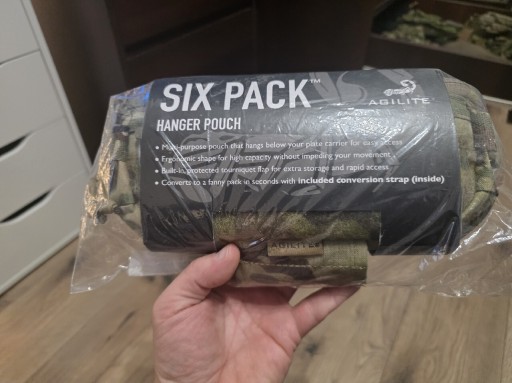 SIX PACK™
AGILITE
HANGER POUCH
• Multi-purpose pouch that hangs below your plate carrier for easy access
• Ergonomic shape for high capacity without impeding your movement
• Built-in, protected tourniquet flap for extra storage and rapid access
• Converts to a fanny pack in seconds with included conversion strap (inside)
AGILITE